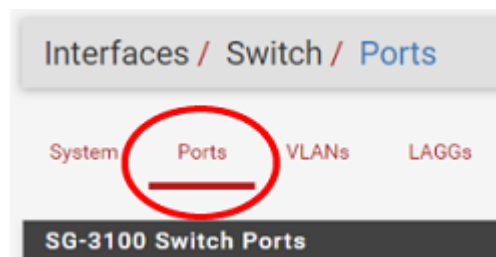 Interfaces / Switch / Ports
System Ports VLANs LAGGs
SG-3100 Switch Ports